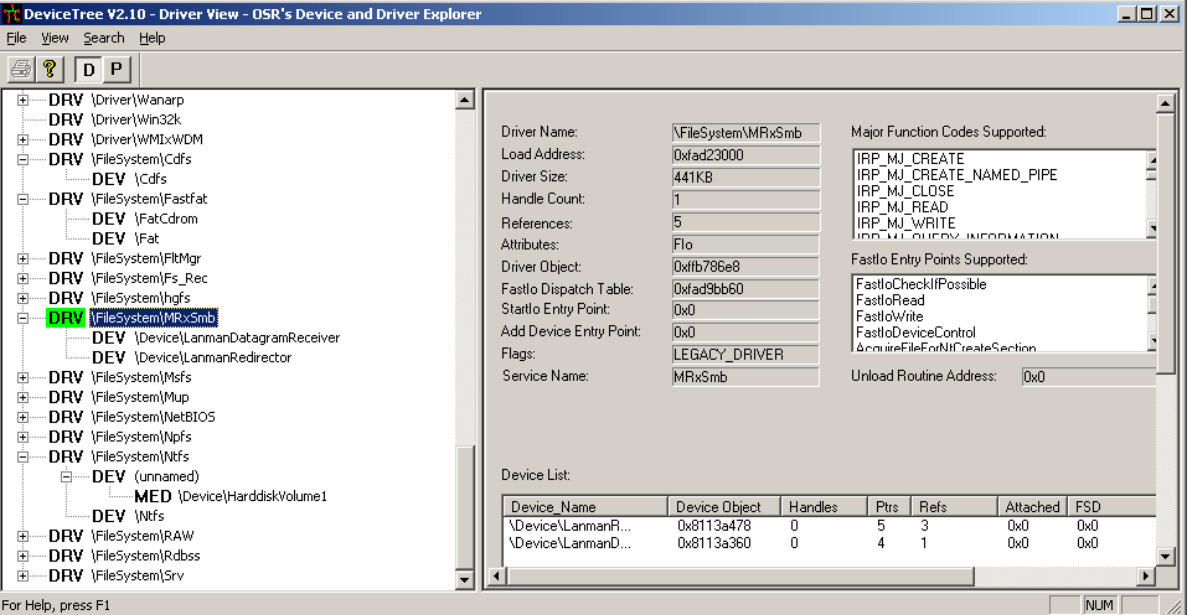 DeviceTree V2.10 - Driver View - OSR's Device and Driver Explorer
File View Search Help
D P
DRV \Driver\Wanarp
DRV \Driver\Win32k
DRV \Driver\WMIxWDM
DRV \FileSystem\Cdfs
DEV \Cdfs
DRV \FileSystem\Fastfat
DEV \FatCdrom
DEV \Fat
DRV \FileSystem\FltMgr
DRV \FileSystem\Fs_Rec
DRV \FileSystem\hgfs
DRV \FileSystem\MRxSmb
DEV \Device\LanmanDatagramReceiver
DEV \Device\LanmanRedirector
DRV \FileSystem\Msfs
DRV \FileSystem\Mup
DRV \FileSystem\NetBIOS
DRV \FileSystem\Npfs
DRV \FileSystem\Ntfs
DEV (unnamed)
MED \Device\HarddiskVolume1
DEV \Ntfs
DRV \FileSystem\RAW
DRV \FileSystem\Rdbss
DRV \FileSystem\Srv
Driver Name: \FileSystem\MRxSmb
Load Address: 0xfad23000
Driver Size: 441KB
Handle Count: 1
References: 5
Attributes: Flo
Driver Object: 0xffb786e8
FastIo Dispatch Table: 0xfad9bb60
StartIo Entry Point: 0x0
Add Device Entry Point: 0x0
Flags: LEGACY_DRIVER
Service Name: MRxSmb
Major Function Codes Supported:
IRP_MJ_CREATE
IRP_MJ_CREATE_NAMED_PIPE
IRP_MJ_CLOSE
IRP_MJ_READ
IRP_MJ_WRITE
IRP_MJ_QUERY_INFORMATION
FastIo Entry Points Supported:
FastIoCheckIfPossible
FastIoRead
FastIoWrite
FastIoDeviceControl
AcquireFileForNtCreateSection
Unload Routine Address: 0x0
Device List:
Device_Name Device Object Handles Ptrs Refs Attached FSD
\Device\LanmanR... 0x8113a478 0 5 3 0x0 0x0
\Device\LanmanD... 0x8113a360 0 4 1 0x0 0x0
For Help, press F1
NUM